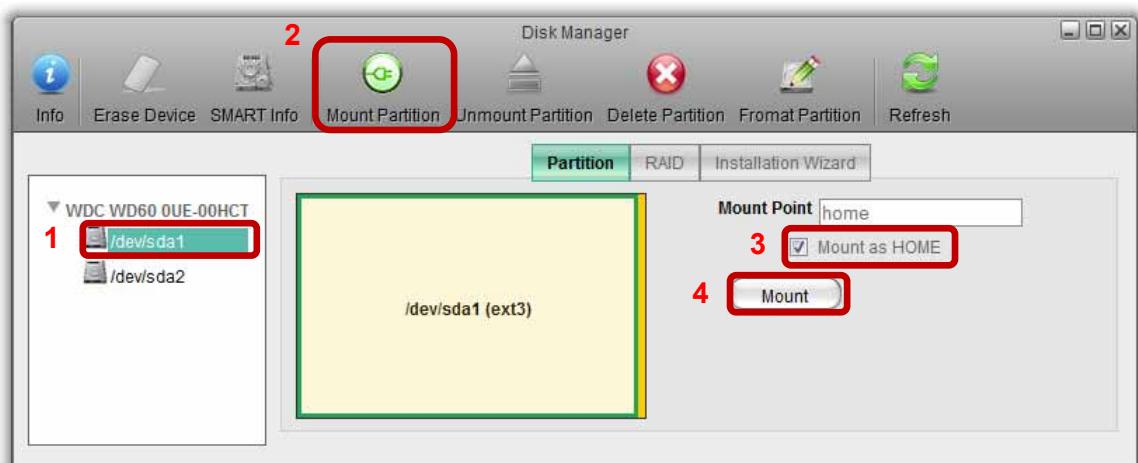 Disk Manager
2
Info Erase Device SMART Info Mount Partition Unmount Partition Delete Partition Fromat Partition Refresh
Partition RAID Installation Wizard
WDC WD60 0UE-00HCT
Mount Point home
1 /dev/sda1
3 Mount as HOME
/dev/sda2
4 Mount
/dev/sda1 (ext3)